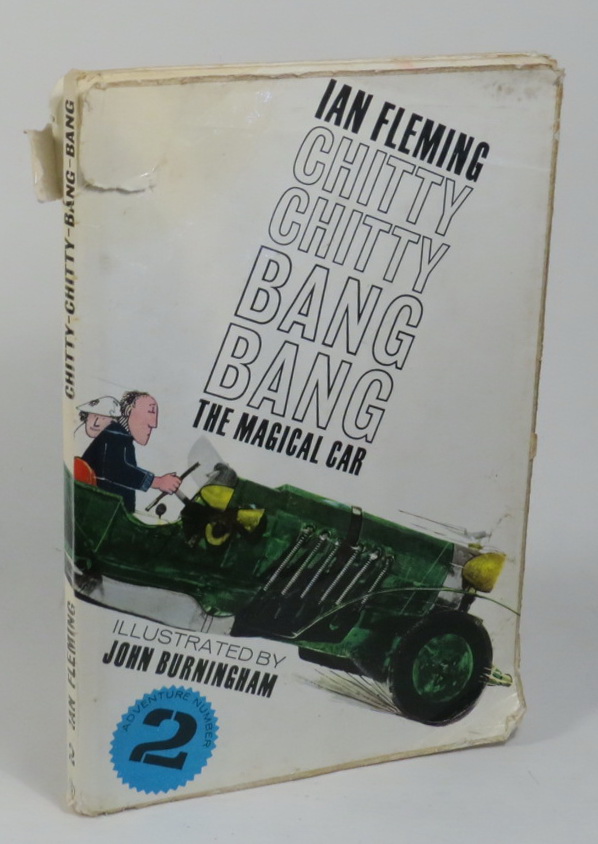 IAN FLEMING
CHITTY
CHITTY
BANG
BANG
THE MAGICAL CAR
ILLUSTRATED BY
JOHN BURNINGHAM
ADVENTURE NUMBER
2
CHITTY-CHITTY-BANG-BANG
IAN FLEMING
2